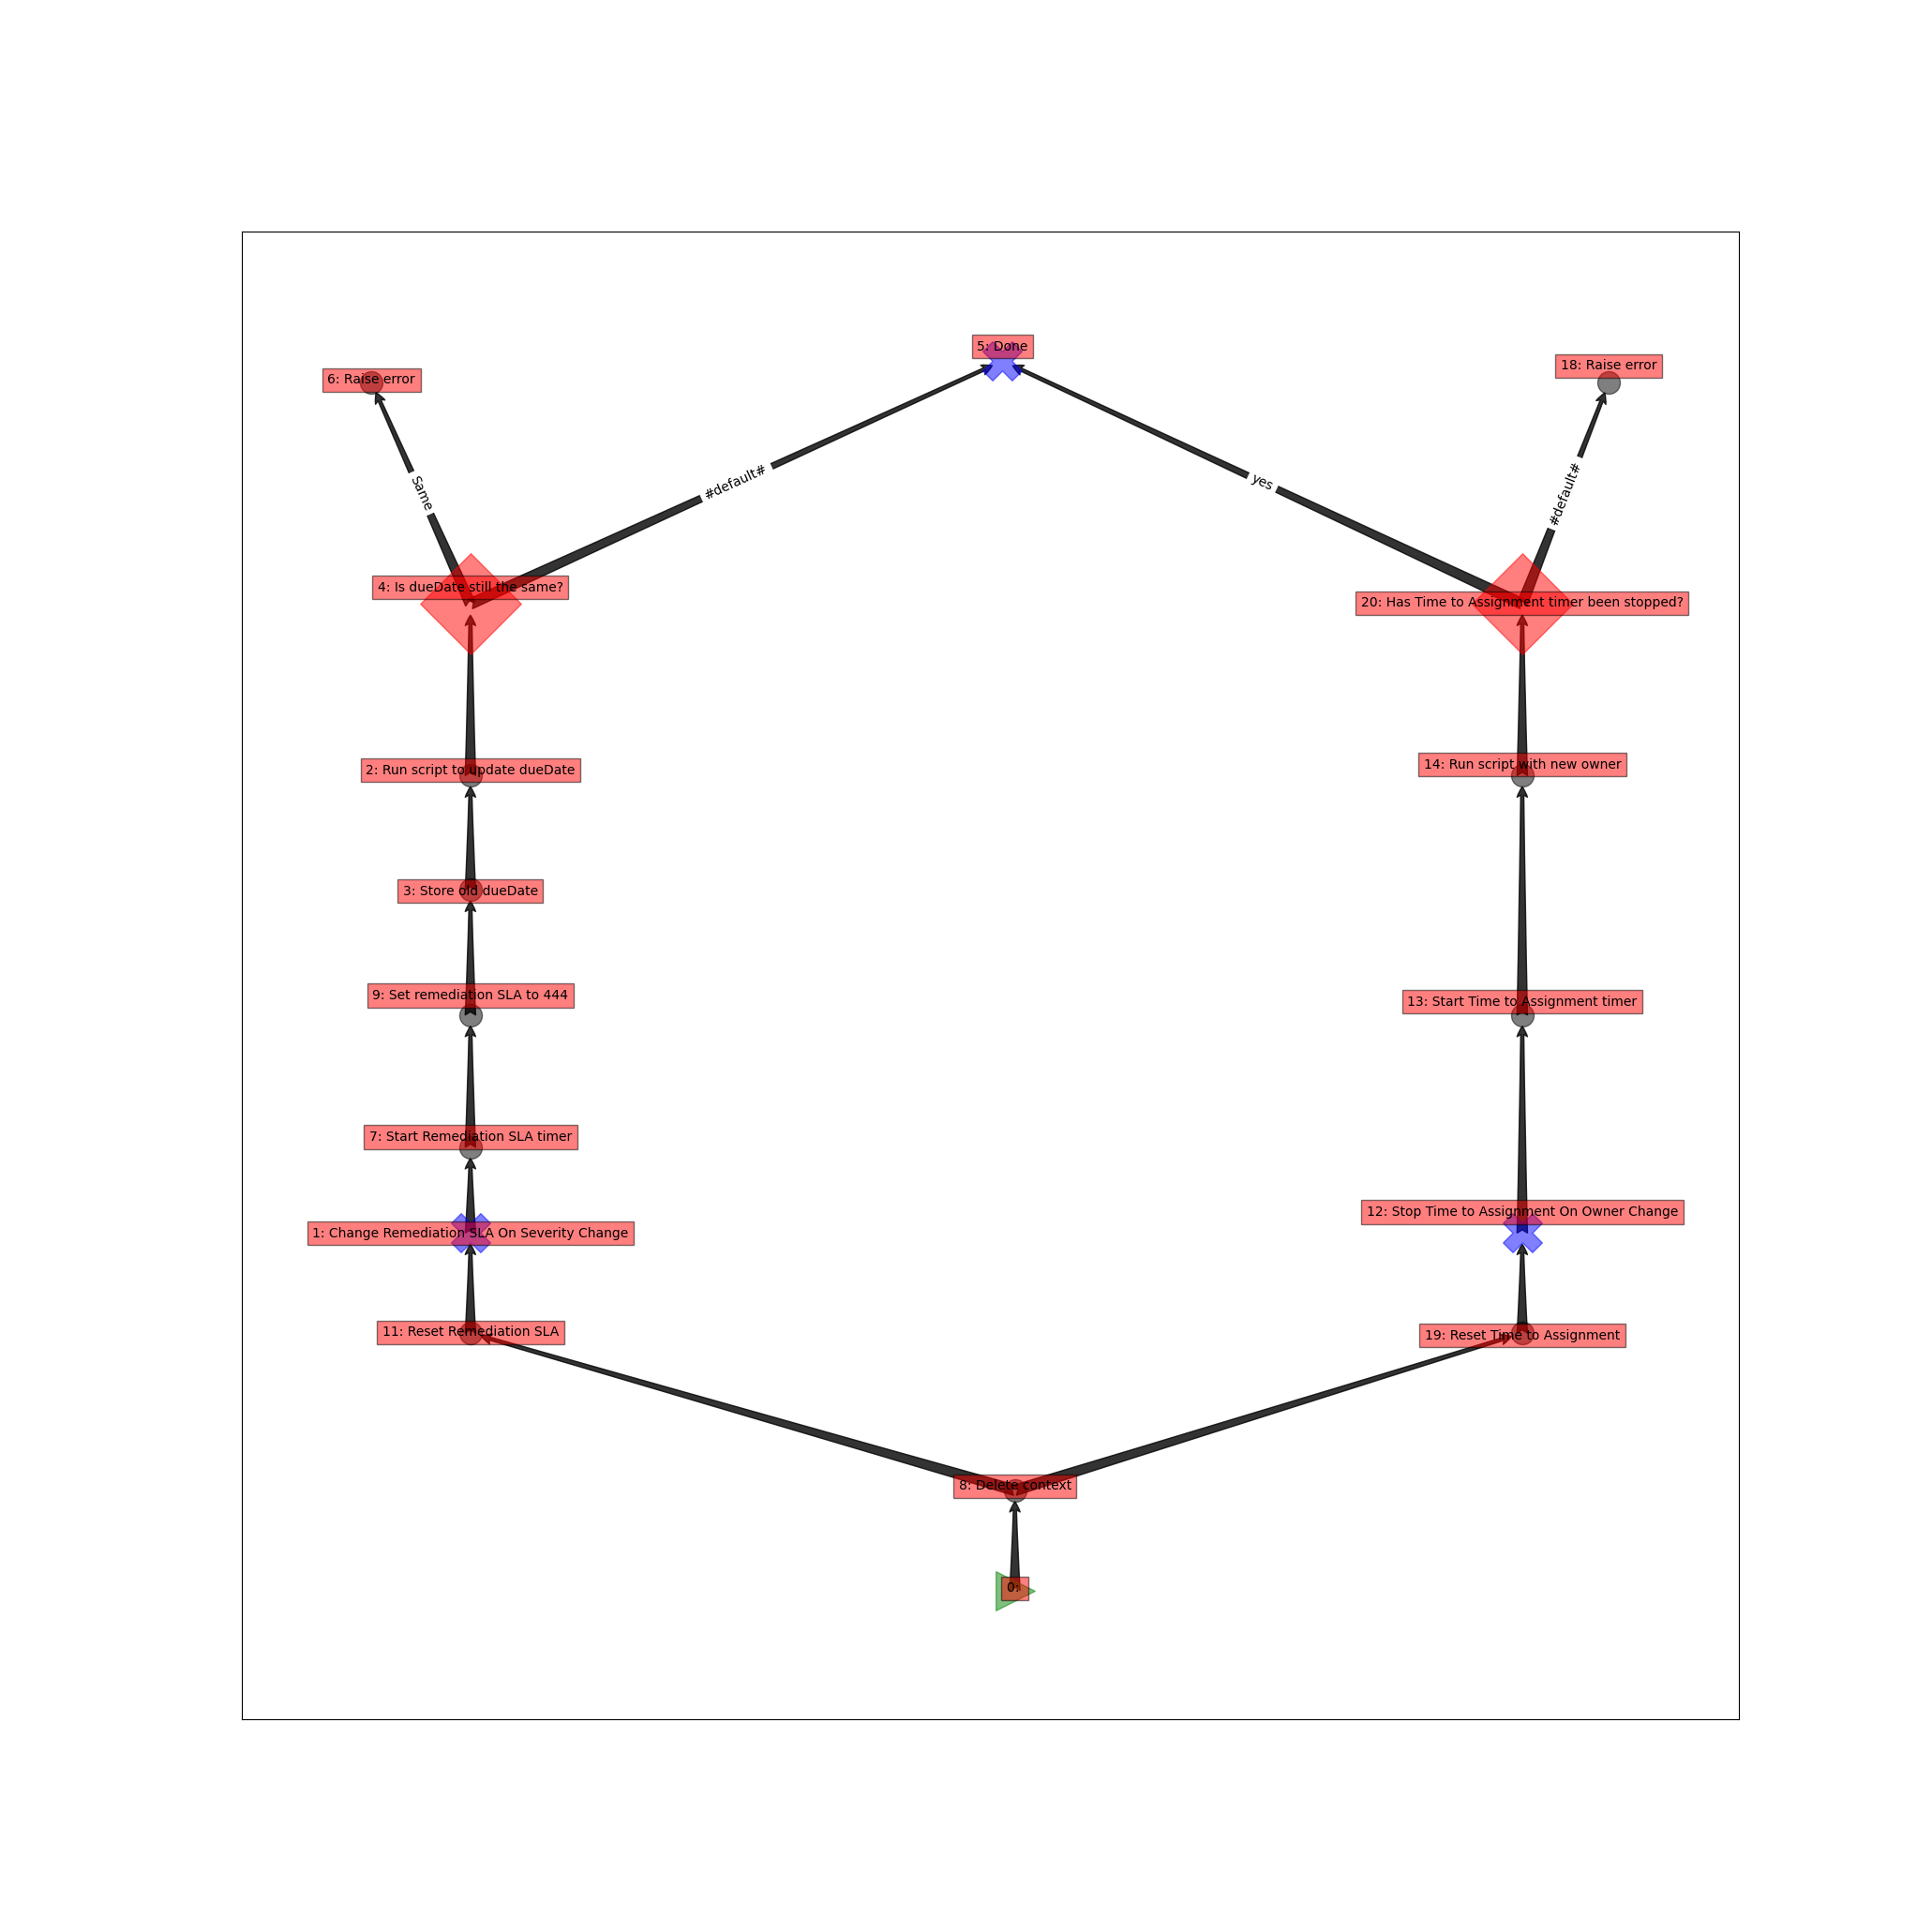 5: Done
6: Raise error
18: Raise error
Same
#default#
yes
#default#
4: Is dueDate still the same?
20: Has Time to Assignment timer been stopped?
2: Run script to update dueDate
14: Run script with new owner
3: Store old dueDate
9: Set remediation SLA to 444
13: Start Time to Assignment timer
7: Start Remediation SLA timer
12: Stop Time to Assignment On Owner Change
1: Change Remediation SLA On Severity Change
11: Reset Remediation SLA
19: Reset Time to Assignment
8: Delete context
0: